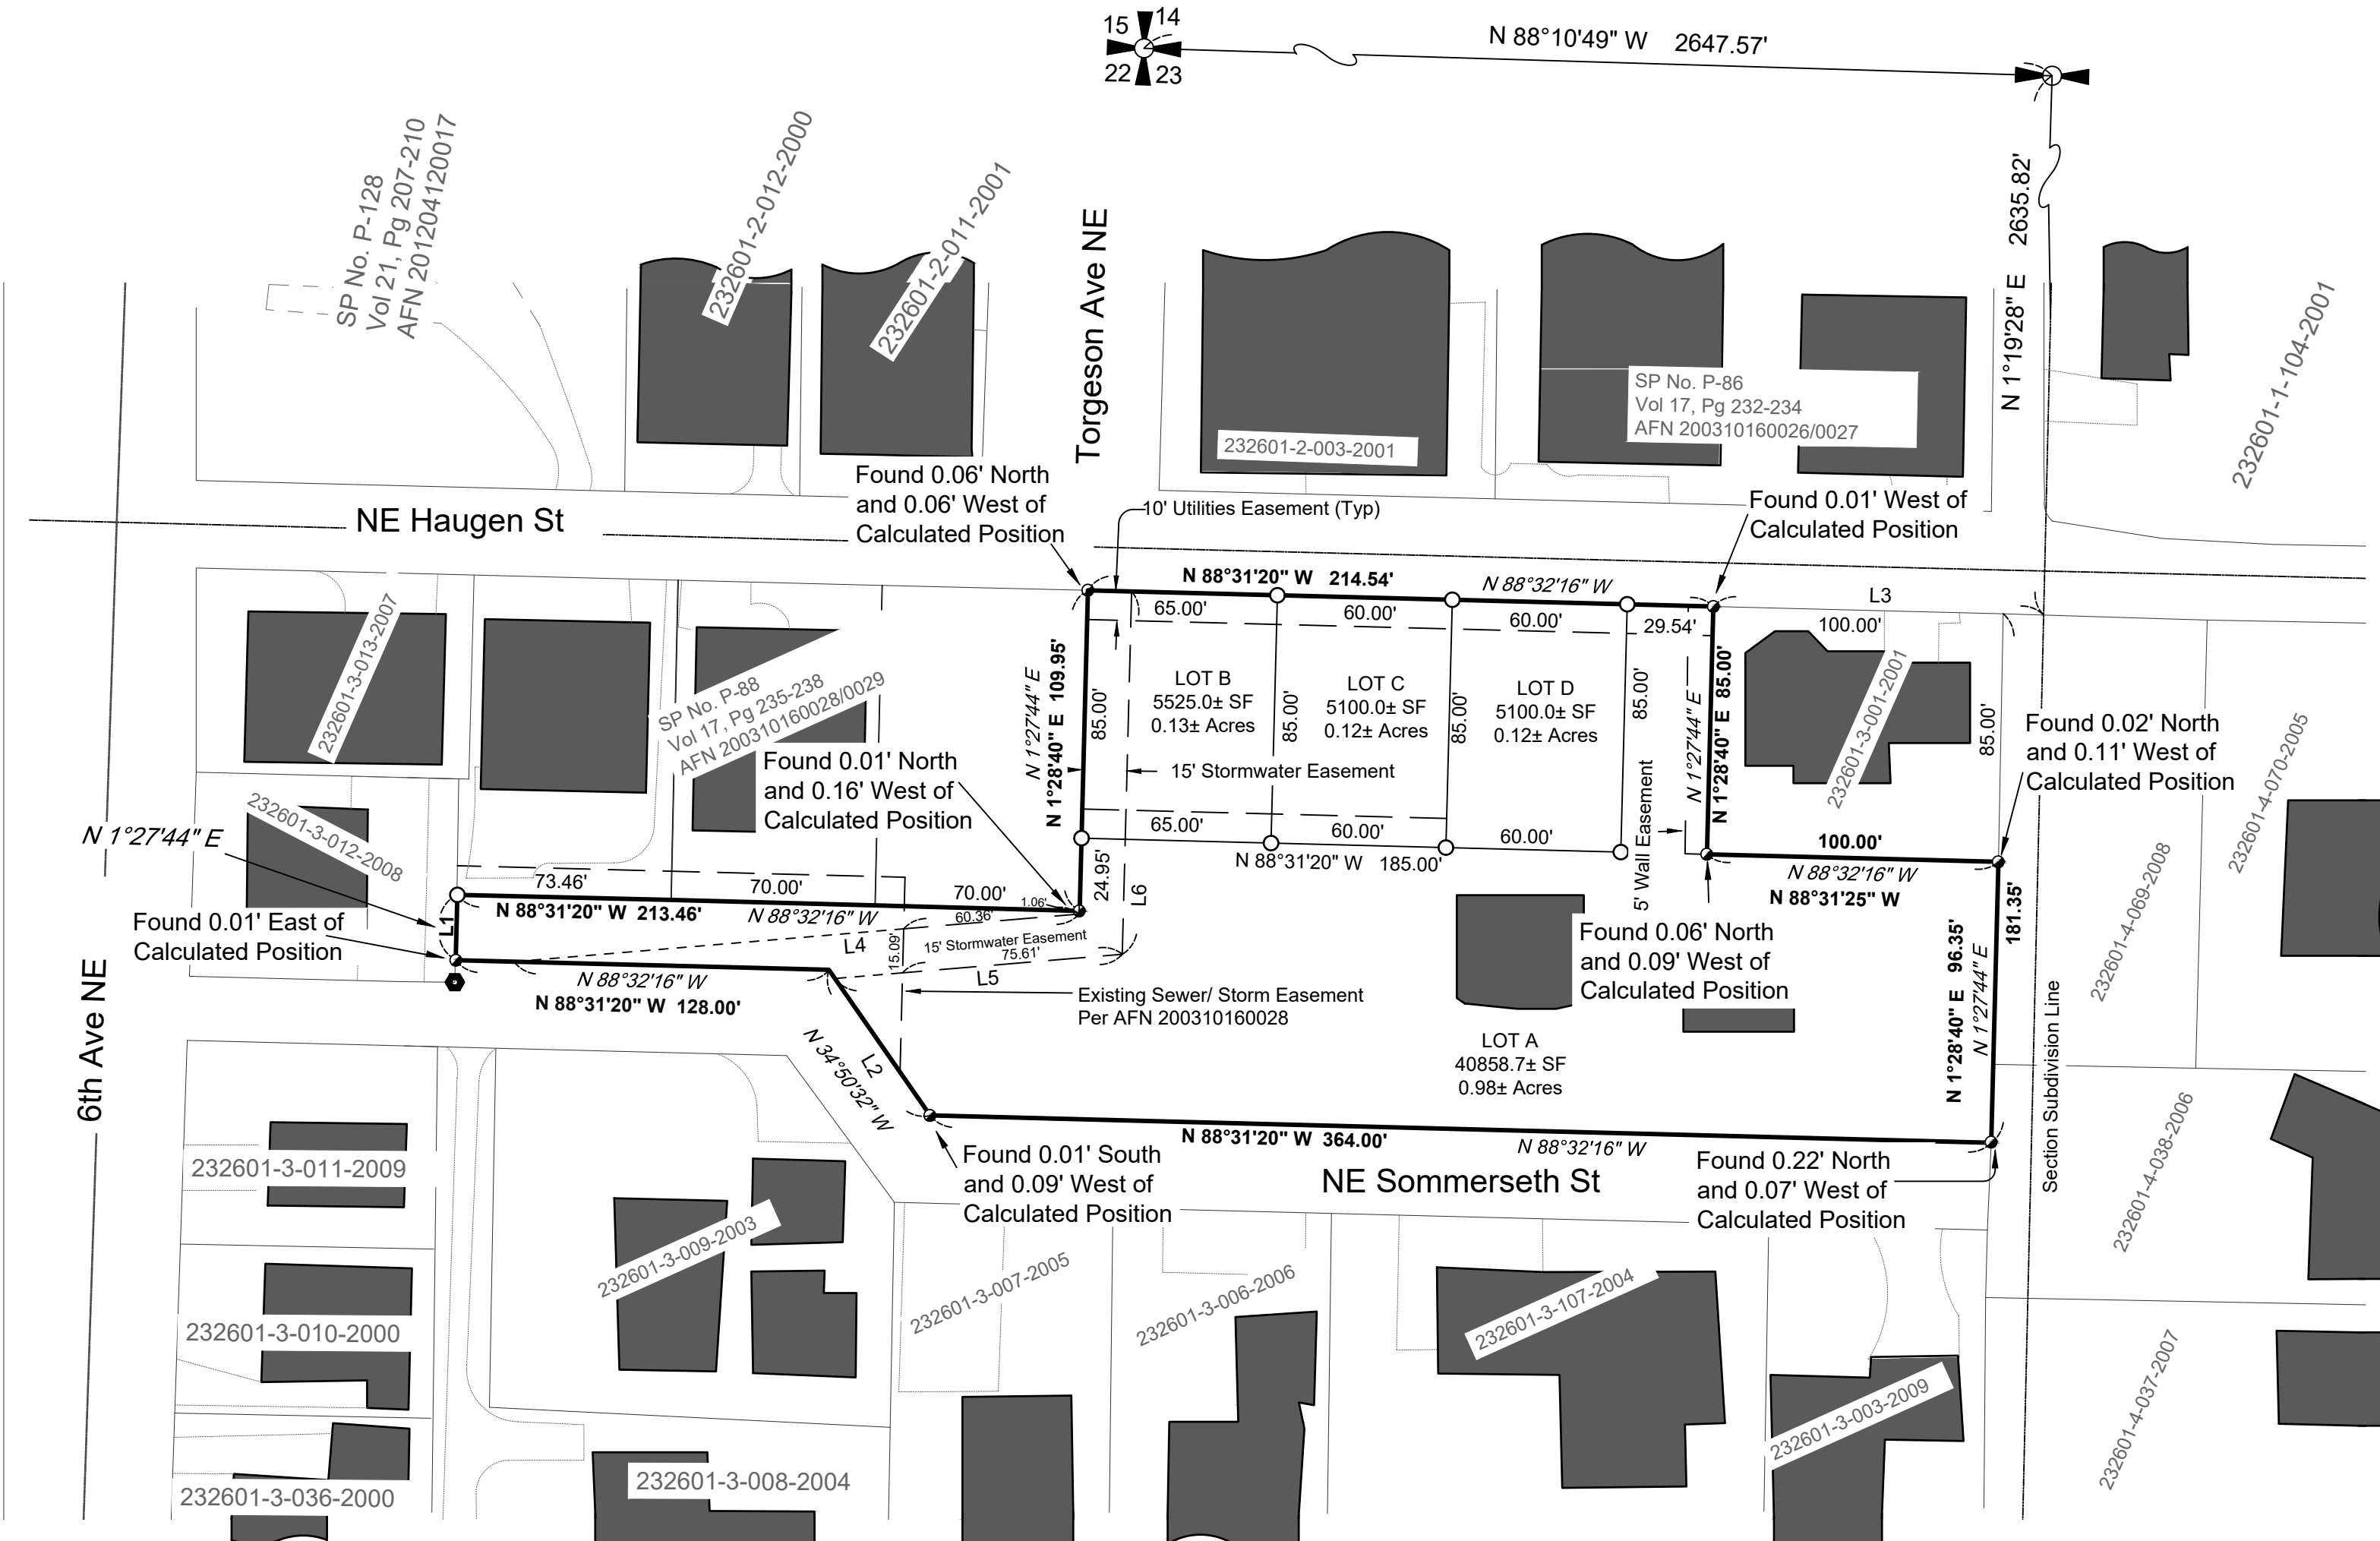 15 14
22 23
N 88°10'49" W 2647.57'
N 1°19'28" E 2635.82'
SP No. P-128
Vol 21, Pg 207-210
AFN 201204120017
232601-2-012-2000
232601-2-011-2001
Torgeson Ave NE
232601-2-003-2001
SP No. P-86
Vol 17, Pg 232-234
AFN 200310160026/0027
232601-1-104-2001
NE Haugen St
Found 0.06' North
and 0.06' West of
Calculated Position
10' Utilities Easement (Typ)
Found 0.01' West of
Calculated Position
N 88°31'20" W 214.54'
N 88°32'16" W
L3
65.00'
60.00'
60.00'
29.54'
100.00'
232601-3-013-2007
SP No. P-88
Vol 17, Pg 235-238
AFN 200310160028/0029
N 1°27'44" E
N 1°28'40" E 109.95'
85.00'
LOT B
5525.0± SF
0.13± Acres
85.00'
LOT C
5100.0± SF
0.12± Acres
85.00'
LOT D
5100.0± SF
0.12± Acres
85.00'
5' Wall Easement
N 1°27'44" E
N 1°28'40" E 85.00'
232601-3-001-2001
85.00'
Found 0.02' North
and 0.11' West of
Calculated Position
232601-4-070-2005
232601-4-069-2008
15' Stormwater Easement
Found 0.01' North
and 0.16' West of
Calculated Position
N 1°27'44" E
232601-3-012-2008
65.00'
60.00'
60.00'
N 88°31'20" W 185.00'
100.00'
N 88°32'16" W
N 88°31'25" W
73.46'
70.00'
70.00'
1.06'
24.95'
L6
Found 0.01' East of
Calculated Position
L1
N 88°31'20" W 213.46'
N 88°32'16" W
60.36'
L4
15.09'
15' Stormwater Easement
75.61'
L5
N 88°32'16" W
N 88°31'20" W 128.00'
Existing Sewer/ Storm Easement
Per AFN 200310160028
Found 0.06' North
and 0.09' West of
Calculated Position
N 1°28'40" E 96.35'
N 1°27'44" E
181.35'
Section Subdivision Line
6th Ave NE
L2
N 34°50'32" W
LOT A
40858.7± SF
0.98± Acres
N 88°31'20" W 364.00'
N 88°32'16" W
NE Sommerseth St
Found 0.01' South
and 0.09' West of
Calculated Position
Found 0.22' North
and 0.07' West of
Calculated Position
232601-4-038-2006
232601-3-011-2009
232601-3-009-2003
232601-3-007-2005
232601-3-006-2006
232601-3-107-2004
232601-3-003-2009
232601-4-037-2007
232601-3-010-2000
232601-3-008-2004
232601-3-036-2000